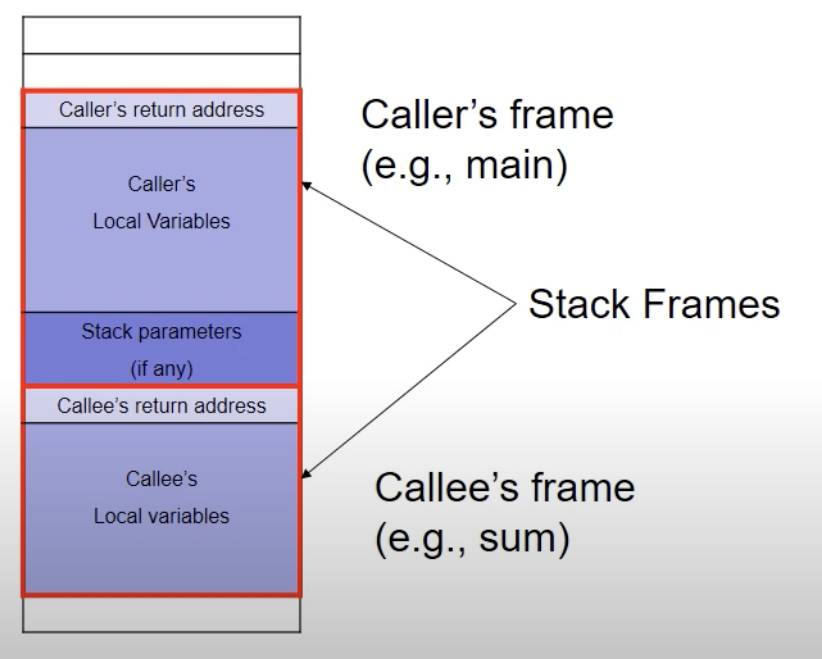 Caller’s return address
Caller’s
Local Variables
Stack parameters
(if any)
Callee’s return address
Callee’s
Local variables
Caller’s frame
(e.g., main)
Stack Frames
Callee’s frame
(e.g., sum)